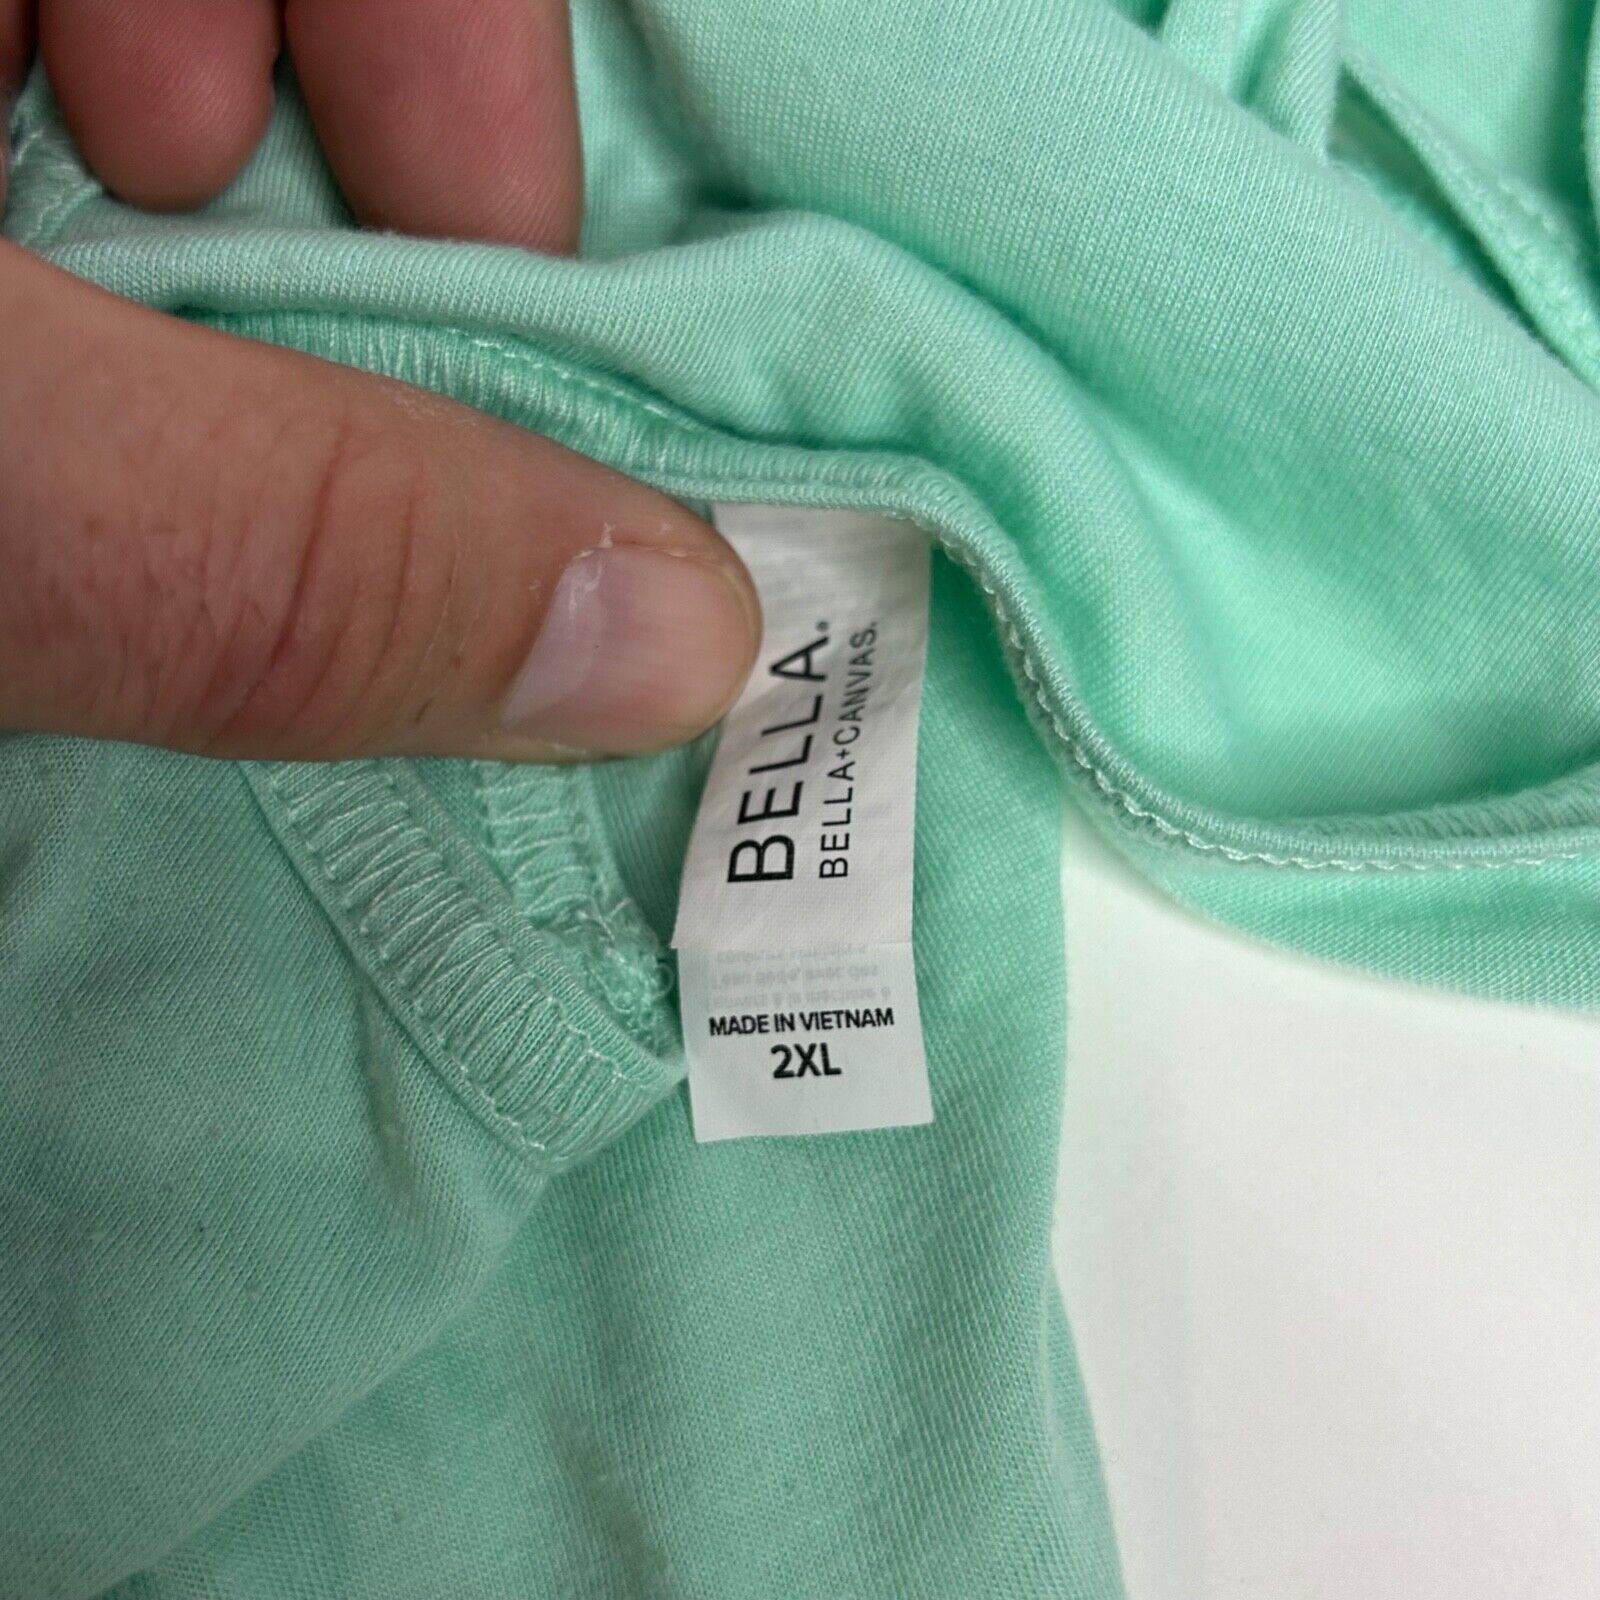 BELLA.
BELLA+CANVAS.
MADE IN VIETNAM
2XL